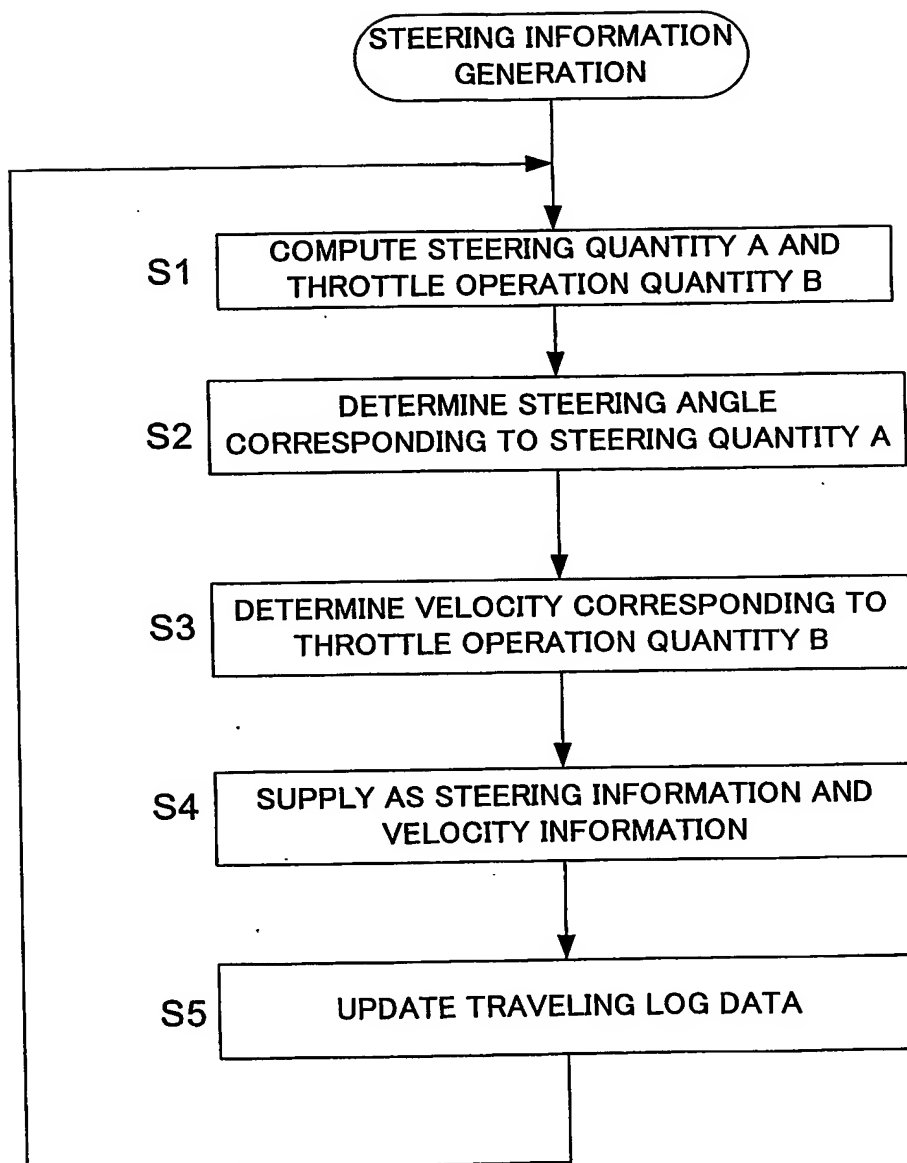 STEERING INFORMATION
GENERATION
S1
COMPUTE STEERING QUANTITY A AND
THROTTLE OPERATION QUANTITY B
S2
DETERMINE STEERING ANGLE
CORRESPONDING TO STEERING QUANTITY A
S3
DETERMINE VELOCITY CORRESPONDING TO
THROTTLE OPERATION QUANTITY B
S4
SUPPLY AS STEERING INFORMATION AND
VELOCITY INFORMATION
S5
UPDATE TRAVELING LOG DATA